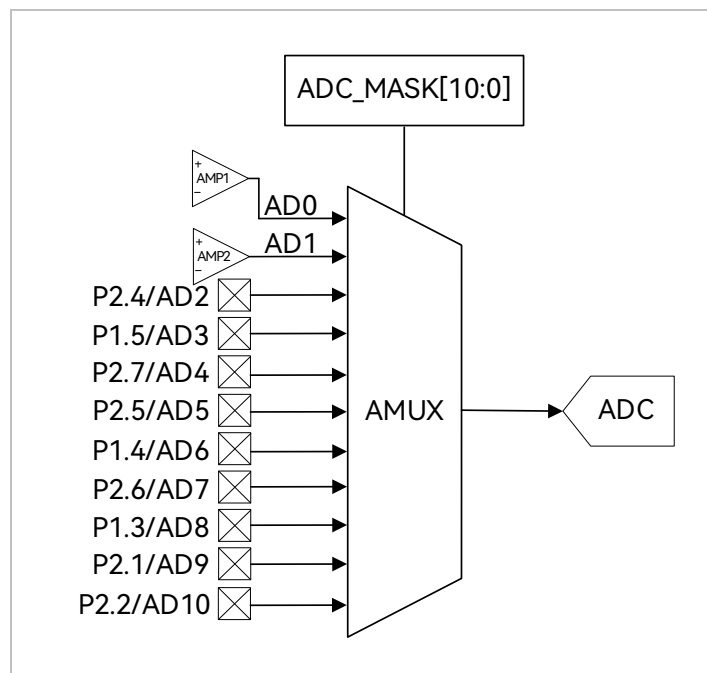 ADC_MASK[10:0]
+
AMP1
−
AD0
+
AMP2
−
AD1
P2.4/AD2
P1.5/AD3
P2.7/AD4
P2.5/AD5
P1.4/AD6
P2.6/AD7
P1.3/AD8
P2.1/AD9
P2.2/AD10
AMUX
ADC